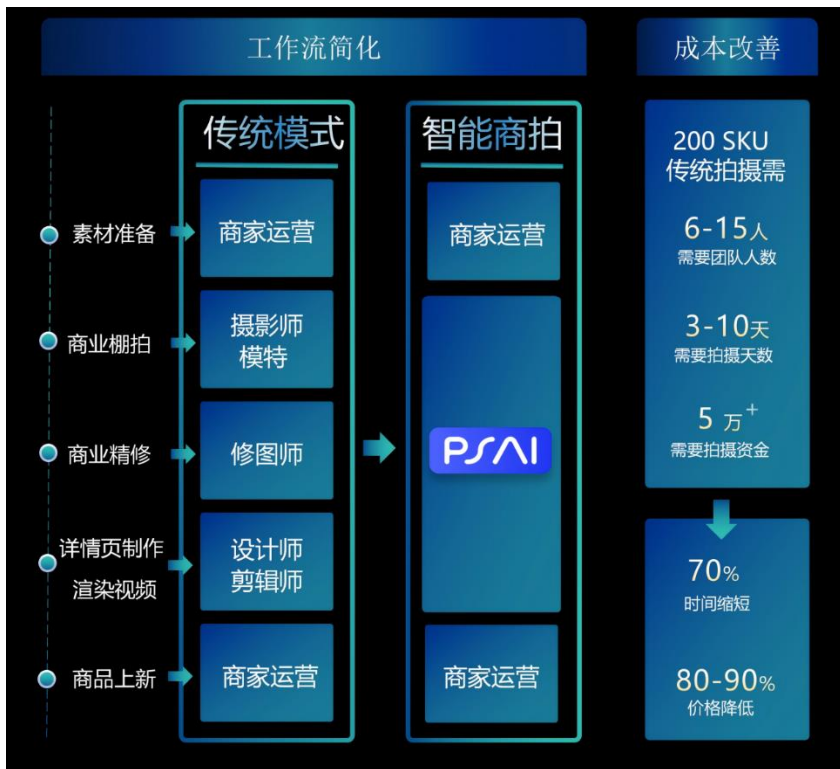 工作流简化
成本改善
传统模式
智能商拍
素材准备
商家运营
商家运营
商业棚拍
摄影师
模特
商业精修
修图师
PSAI
详情页制作
渲染视频
设计师
剪辑师
商品上新
商家运营
商家运营
200 SKU
传统拍摄需
6-15人
需要团队人数
3-10天
需要拍摄天数
5万+
需要拍摄资金
70%
时间缩短
80-90%
价格降低